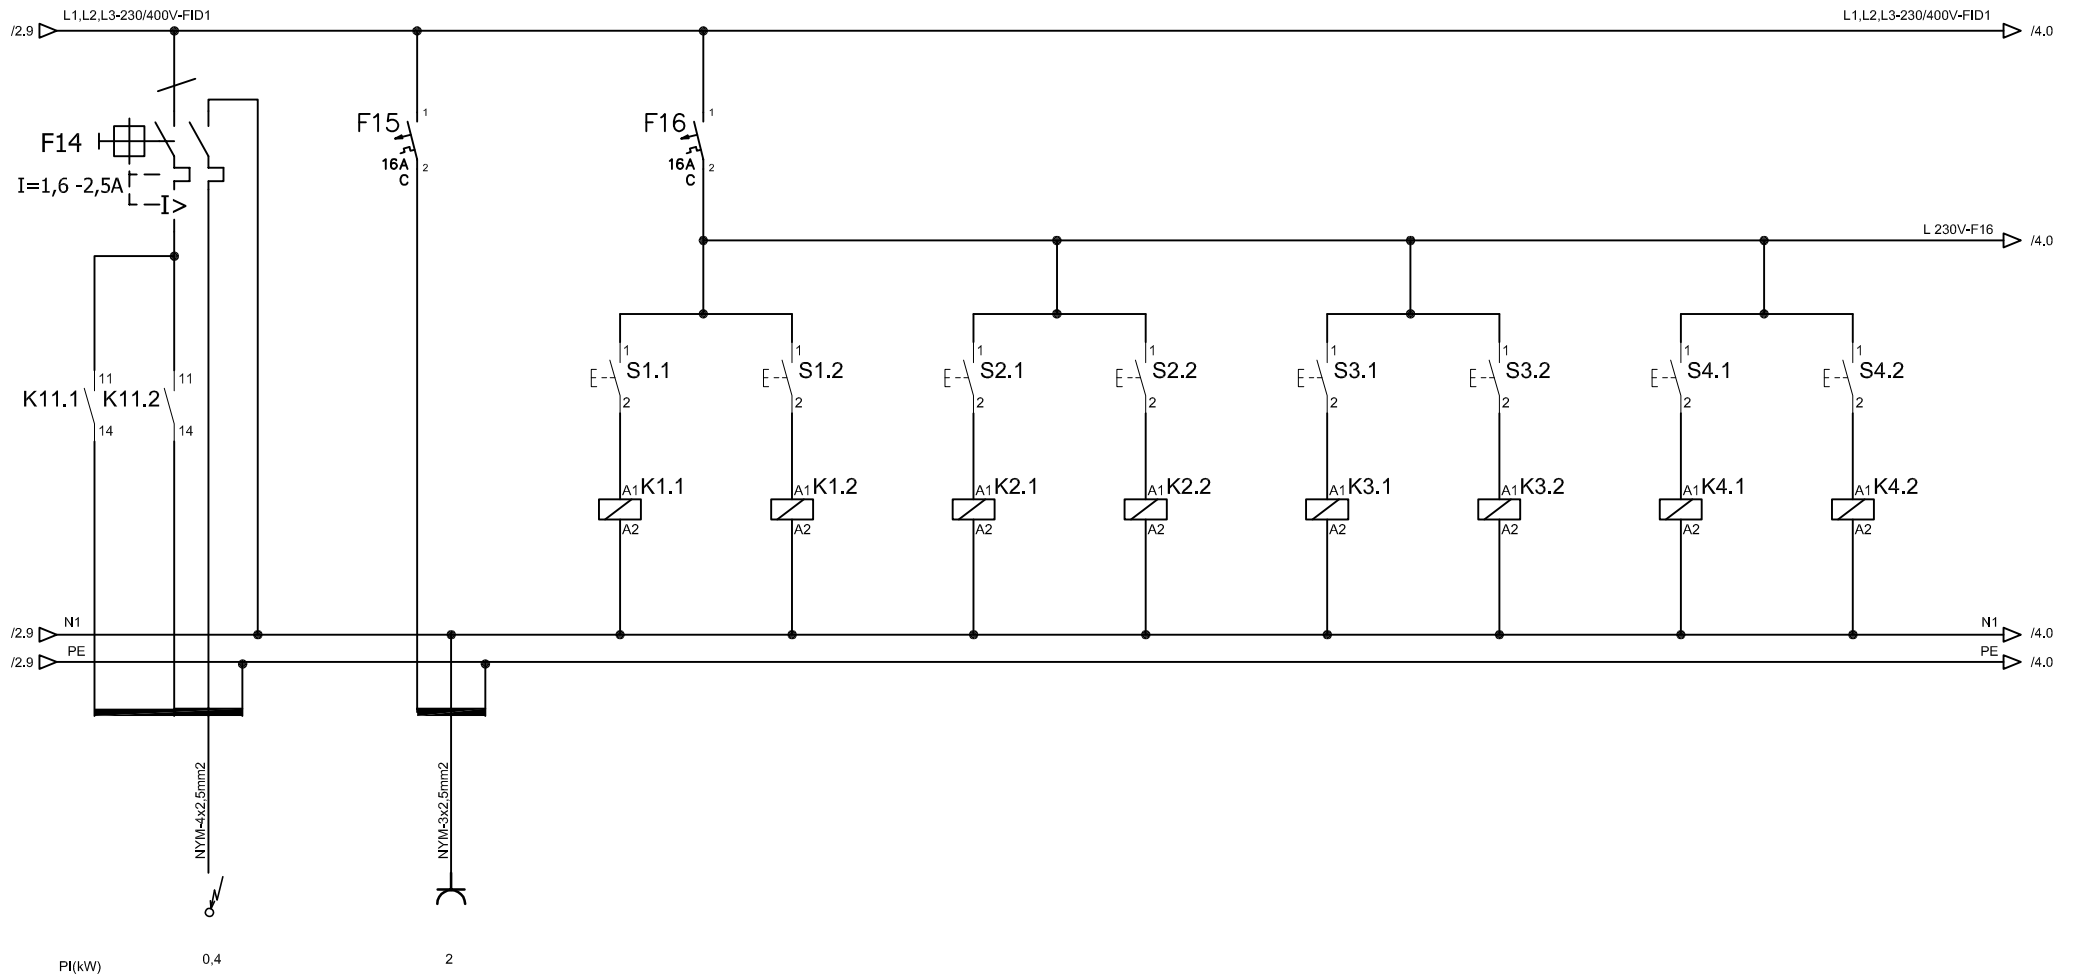 L1,L2,L3-230/400V-FID1
L1,L2,L3-230/400V-FID1
/2.9
/4.0
F14
I=1,6 -2,5A
I>
F15
1
16A
C
2
F16
1
16A
C
2
L 230V-F16
/4.0
K11.1
11
14
K11.2
11
14
1
S1.1
2
1
S1.2
2
1
S2.1
2
1
S2.2
2
1
S3.1
2
1
S3.2
2
1
S4.1
2
1
S4.2
2
A1 K1.1
A2
A1 K1.2
A2
A1 K2.1
A2
A1 K2.2
A2
A1 K3.1
A2
A1 K3.2
A2
A1 K4.1
A2
A1 K4.2
A2
/2.9
N1
N1
/4.0
/2.9
PE
PE
/4.0
NYM-4x2,5mm2
NYM-3x2,5mm2
PI(kW)
0,4
2